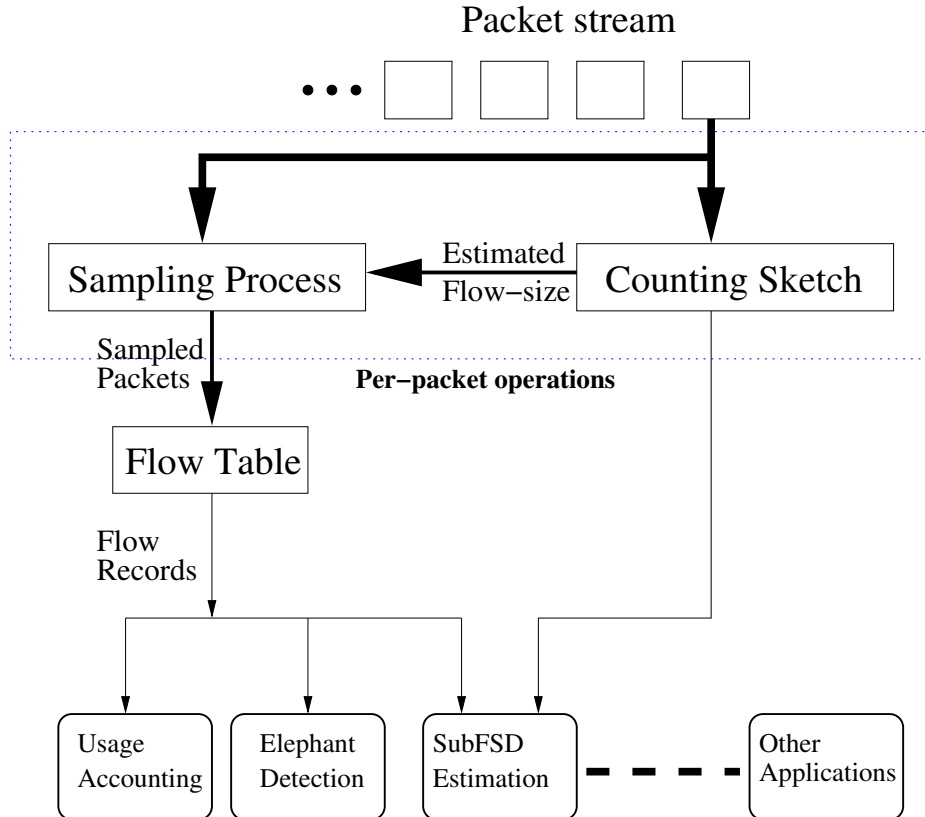 Packet stream
Sampling Process
Estimated
Flow−size
Counting Sketch
Sampled
Packets
Per−packet operations
Flow Table
Flow
Records
Usage
Accounting
Elephant
Detection
SubFSD
Estimation
Other
Applications